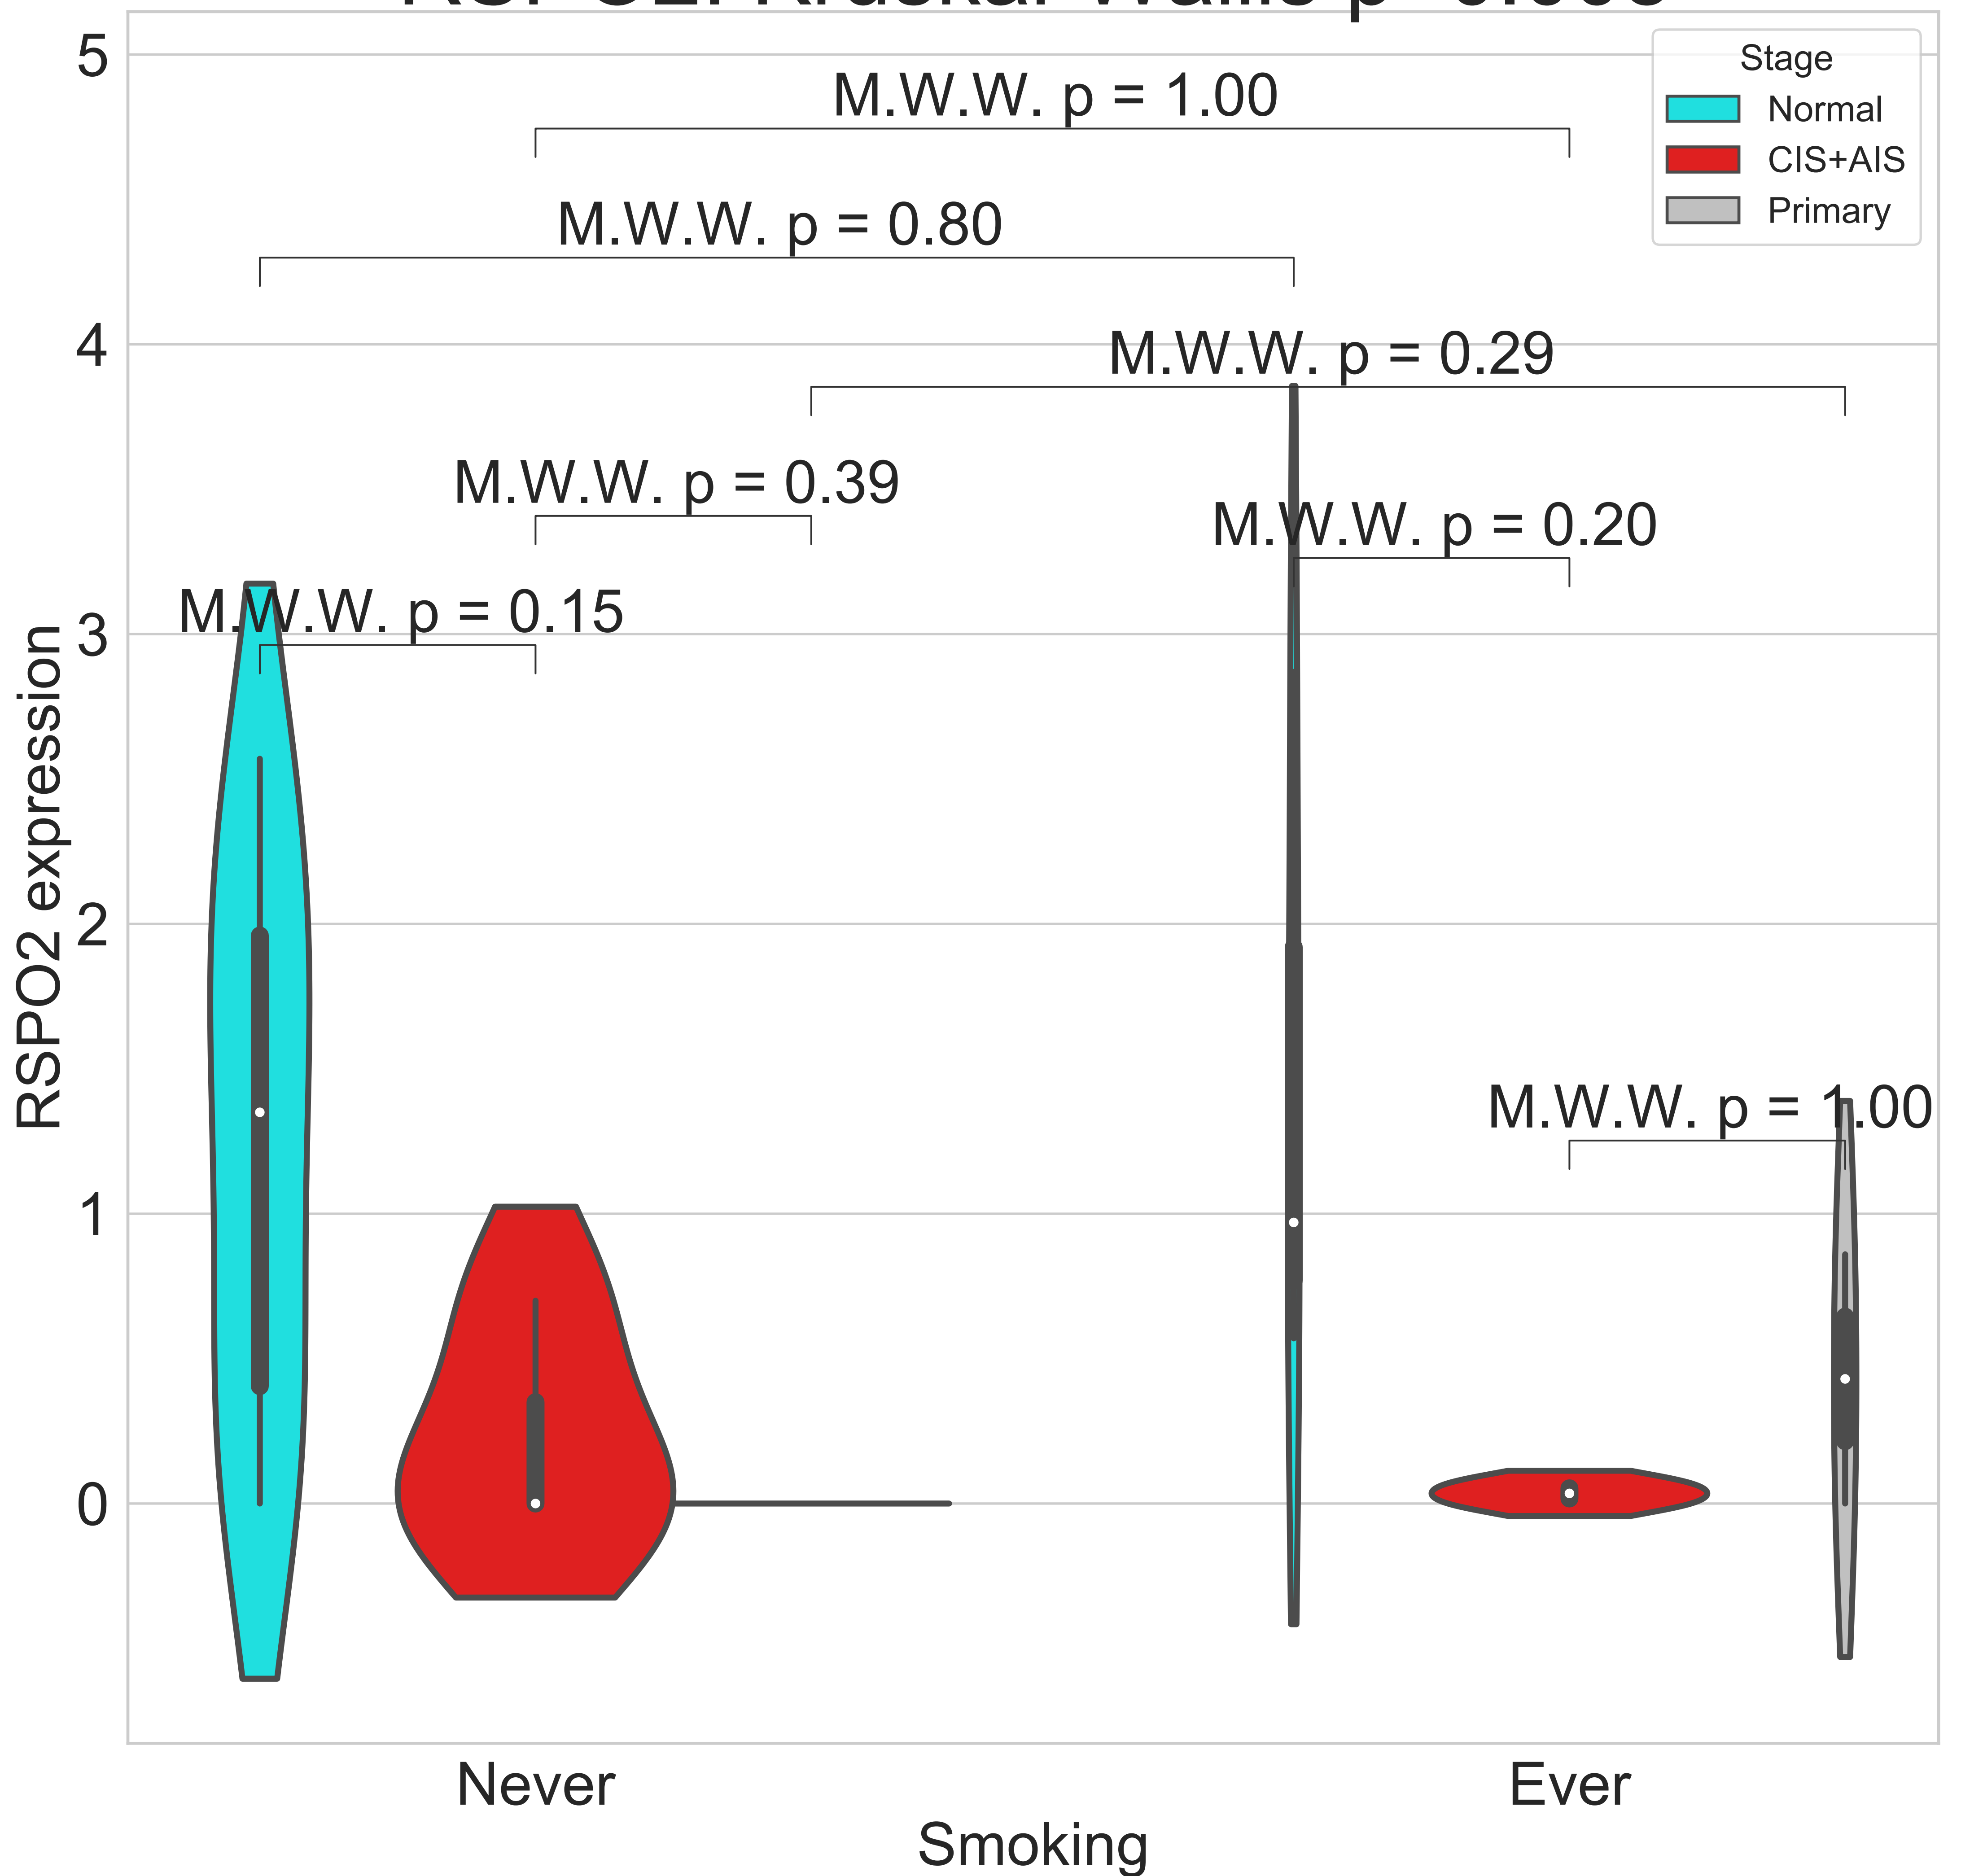 5
Stage
Normal
CIS+AIS
Primary
M.W.W. p = 1.00
M.W.W. p = 0.80
4
M.W.W. p = 0.29
M.W.W. p = 0.39
M.W.W. p = 0.20
M.W.W. p = 0.15
3
RSPO2 expression
2
M.W.W. p = 1.00
1
0
Never
Ever
Smoking